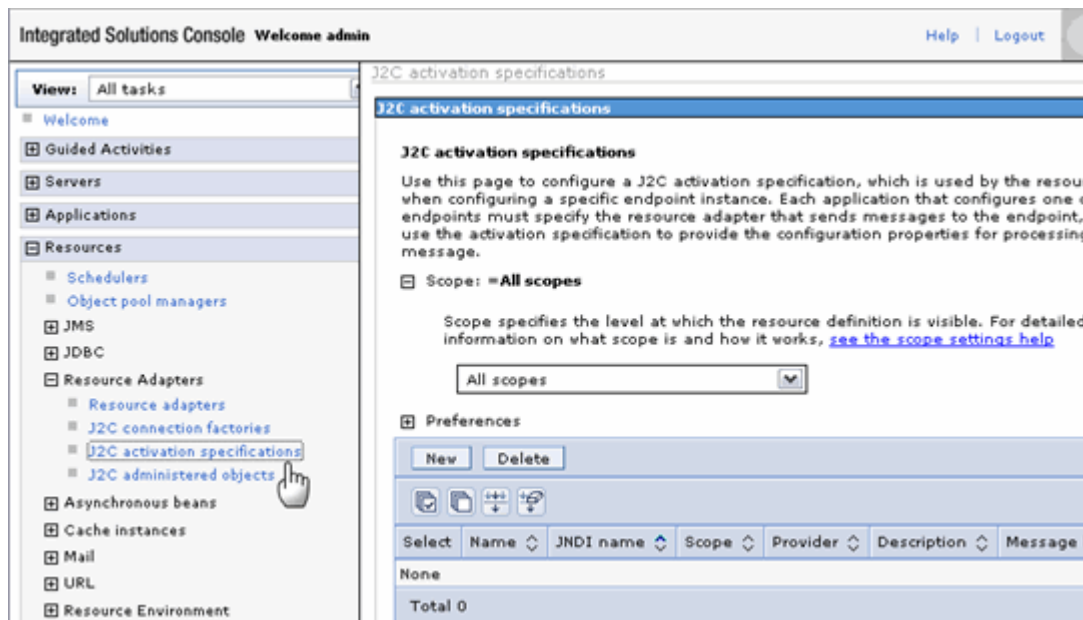 Integrated Solutions Console Welcome admin
Help | Logout
View: All tasks
Welcome
Guided Activities
Servers
Applications
Resources
Schedulers
Object pool managers
JMS
JDBC
Resource Adapters
Resource adapters
J2C connection factories
J2C activation specifications
J2C administered objects
Asynchronous beans
Cache instances
Mail
URL
Resource Environment
J2C activation specifications
J2C activation specifications
J2C activation specifications
Use this page to configure a J2C activation specification, which is used by the
when configuring a specific endpoint instance. Each application that configures one
endpoints must specify the resource adapter that sends messages to the endpoint,
use the activation specification to provide the configuration properties for processing
message.
Scope: =All scopes
Scope specifies the level at which the resource definition is visible. For detailed
information on what scope is and how it works, see the scope settings help
All scopes
Preferences
New Delete
Select Name JNDI name Scope Provider Description Message
None
Total 0